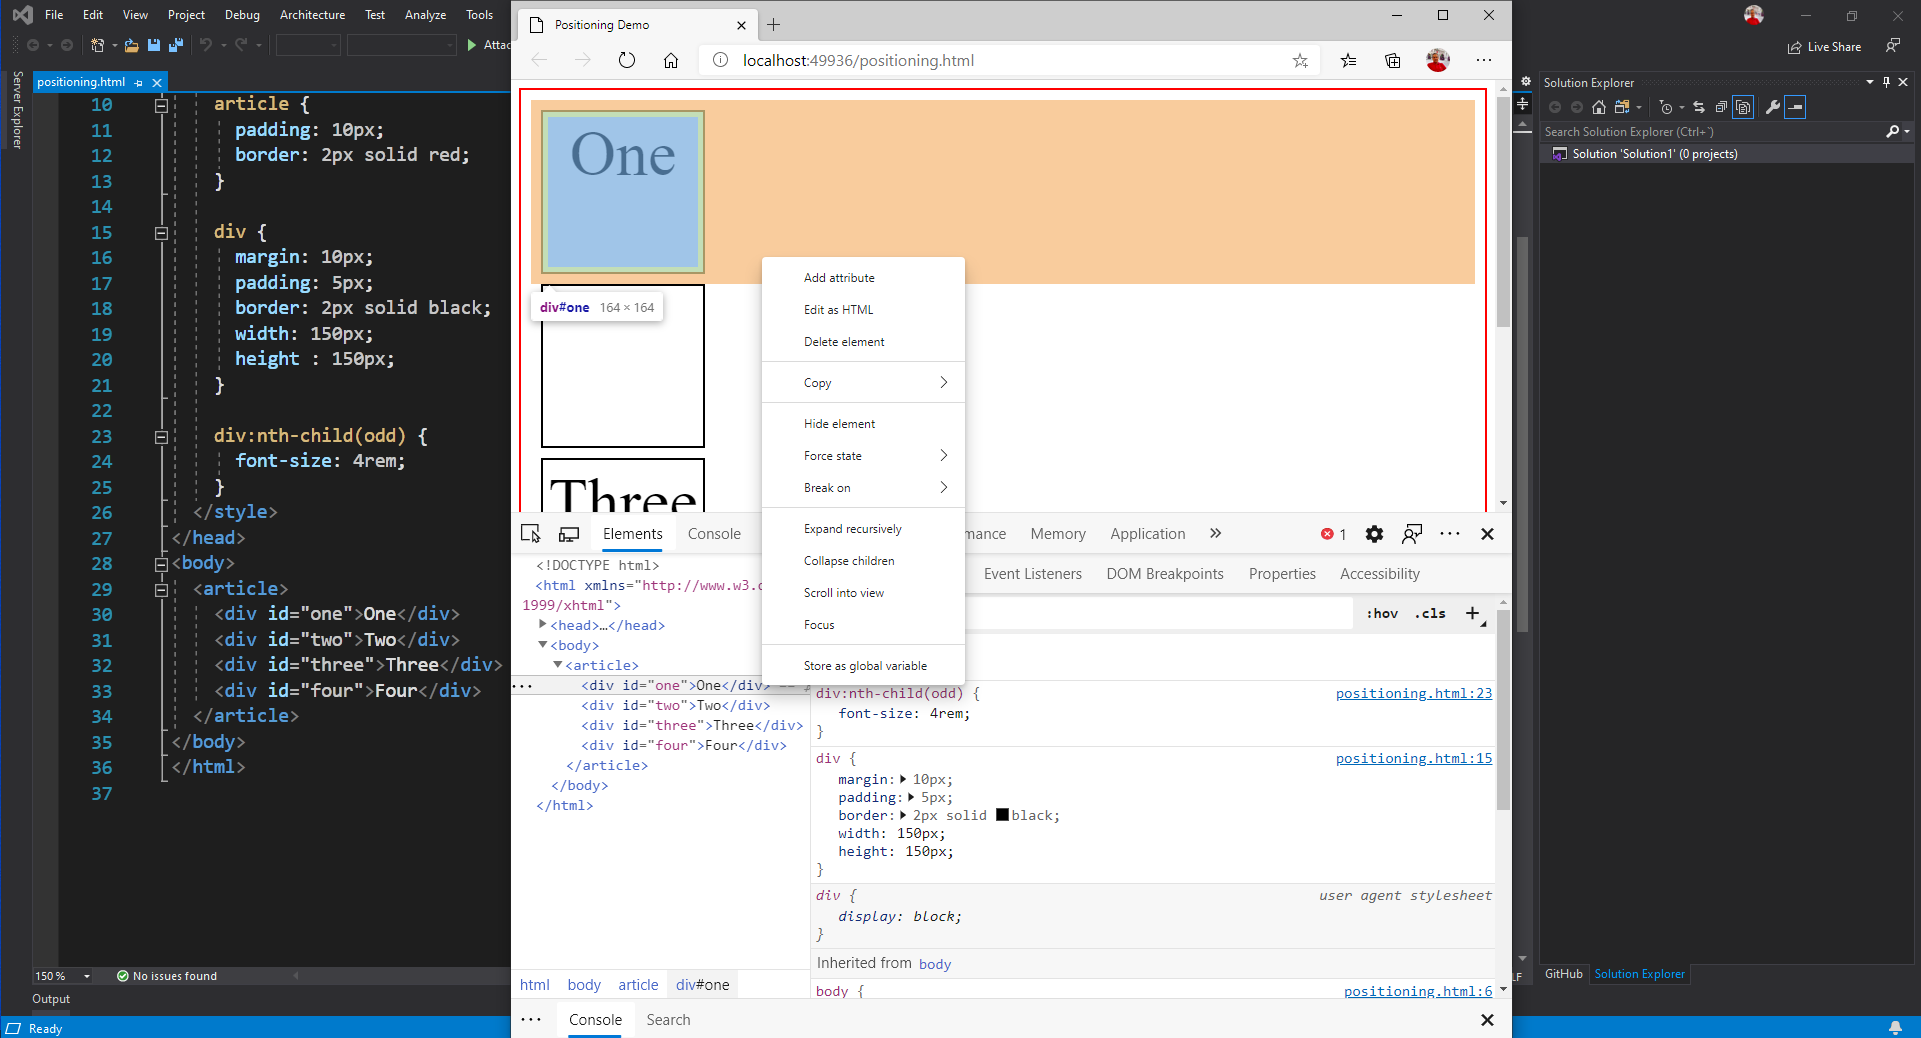 File Edit View Project Debug Architecture Test Analyze Tools
Live Share
Server Explorer
positioning.html
10 article {
11 padding: 10px;
12 border: 2px solid red;
13 }
14
15 div {
16 margin: 10px;
17 padding: 5px;
18 border: 2px solid black;
19 width: 150px;
20 height : 150px;
21 }
22
23 div:nth-child(odd) {
24 font-size: 4rem;
25 }
26 </style>
27 </head>
28 <body>
29 <article>
30 <div id="one">One</div>
31 <div id="two">Two</div>
32 <div id="three">Three</div>
33 <div id="four">Four</div>
34 </article>
35 </body>
36 </html>
37
150 %
No issues found
Output
Ready
Positioning Demo
localhost:49936/positioning.html
One
div#one 164 × 164
Three
Add attribute
Edit as HTML
Delete element
Copy
Hide element
Force state
Break on
Expand recursively
Collapse children
Scroll into view
Focus
Store as global variable
Elements Console mance Memory Application » 1
<!DOCTYPE html>
<html xmlns="http://www.w3.o
1999/xhtml">
<head>…</head>
<body>
<article>
<div id="one">One</div>
<div id="two">Two</div>
<div id="three">Three</div>
<div id="four">Four</div>
</article>
</body>
</html>
html body article div#one
Event Listeners DOM Breakpoints Properties Accessibility
:hov .cls +
div:nth-child(odd) { positioning.html:23
font-size: 4rem;
}
div { positioning.html:15
margin: 10px;
padding: 5px;
border: 2px solid black;
width: 150px;
height: 150px;
}
div { user agent stylesheet
display: block;
}
Inherited from body
body { positioning.html:6
Console Search
Solution Explorer
Search Solution Explorer (Ctrl+¨)
Solution 'Solution1' (0 projects)
LF
GitHub Solution Explorer